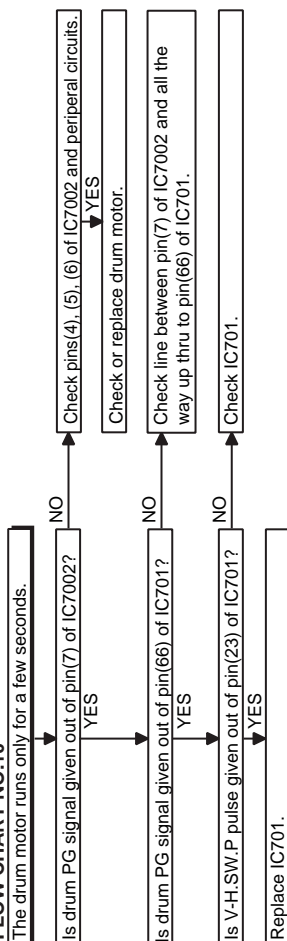 The drum motor runs only for a few seconds.
Is drum PG signal given out of pin(7) of IC7002?
NO
Check pins(4), (5), (6) of IC7002 and periperal circuits.
YES
Check or replace drum motor.
YES
Is drum PG signal given out of pin(66) of IC701?
NO
Check line between pin(7) of IC7002 and all the
way up thru to pin(66) of IC701.
YES
Is V-H.SW.P pulse given out of pin(23) of IC701?
NO
Check IC701.
YES
Replace IC701.